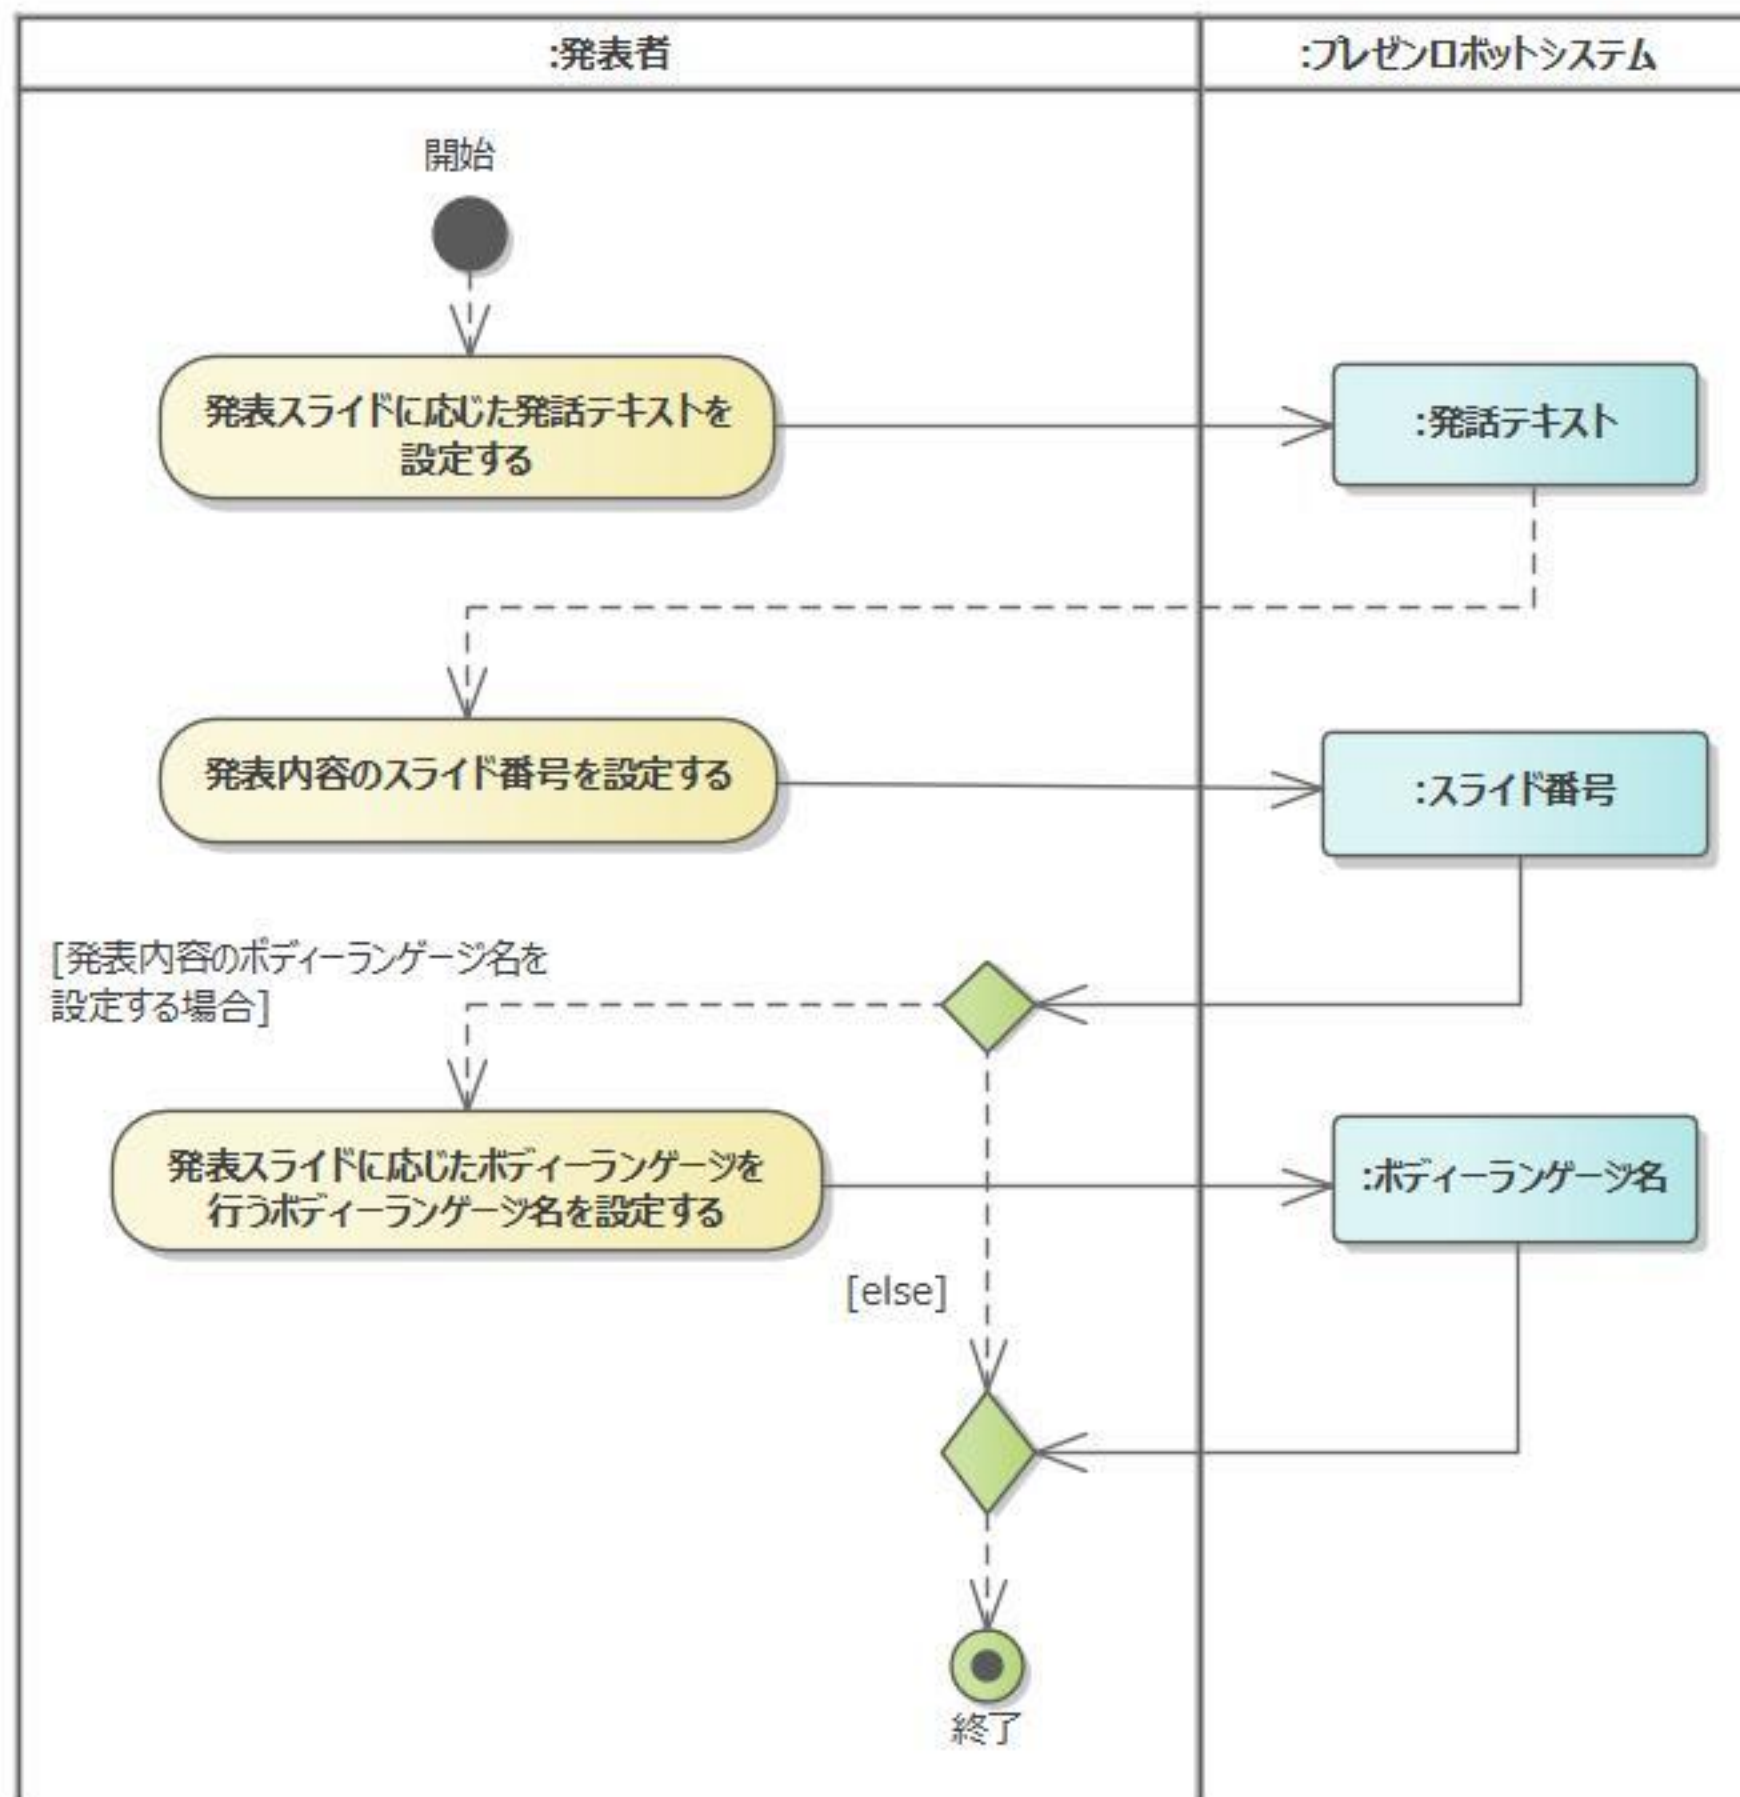 :発表者
:プレゼンロボットシステム
開始
発表スライドに応じた発話テキストを
設定する
:発話テキスト
発表内容のスライド番号を設定する
:スライド番号
[発表内容のボディーランゲージ名を
設定する場合]
発表スライドに応じたボディーランゲージを
行うボディーランゲージ名を設定する
:ボディーランゲージ名
[else]
終了